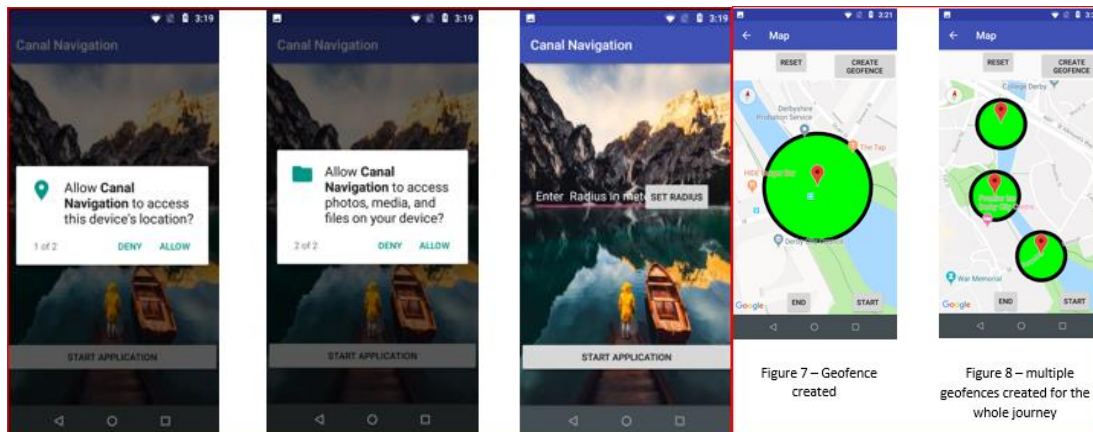 3:19
Canal Navigation
Allow Canal
Navigation to access
this device's location?
1 of 2
DENY ALLOW
START APPLICATION
3:19
Canal Navigation
Allow Canal
Navigation to access
photos, media, and
files on your device?
2 of 2
DENY ALLOW
START APPLICATION
3:19
Canal Navigation
Enter Radius in mete
SET RADIUS
START APPLICATION
3:21
Map
RESET
CREATE
GEOFENCE
Derbyshire
Probation Service
The Tap
Google
END
START
Figure 7 – Geofence
created
Map
RESET
CREATE
GEOFENCE
College Derby
War Memorial
Google
END
START
Figure 8 – multiple
geofences created for the
whole journey